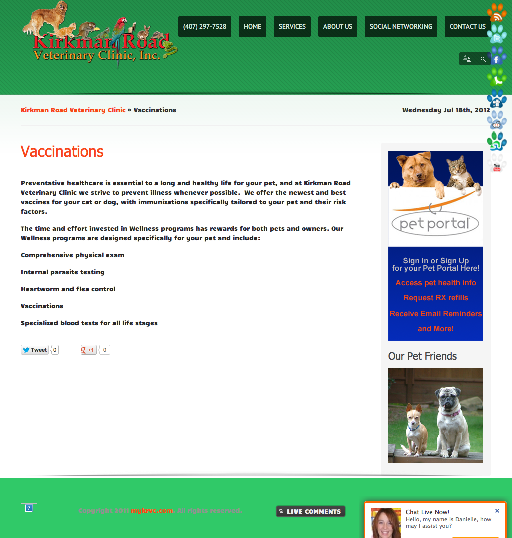 Kirkman Road
Veterinary Clinic, Inc.
(407) 297-7528
HOME
SERVICES
ABOUT US
SOCIAL NETWORKING
CONTACT US
Kirkman Road Veterinary Clinic » Vaccinations
Wednesday Jul 18th, 2012
Vaccinations
Preventative healthcare is essential to a long and healthy life for your pet, and at Kirkman Road
Veterinary Clinic we strive to prevent illness whenever possible. We offer the newest and best
vaccines for your cat or dog, with immunisations specifically tailored to your pet and their risk
factors.
The time and effort invested in Wellness programs has rewards for both pets and owners. Our
Wellness programs are designed specifically for your pet and include:
Comprehensive physical exam
Internal parasite testing
Heartworm and flea control
Vaccinations
Specialized blood tests for all life stages
Tweet 0
+1 0
pet portal
Sign In or Sign Up
for your Pet Portal Here!
Access pet health info
Request RX refills
Receive Email Reminders
and More!
Our Pet Friends
LIVE COMMENTS
Chat Live Now!
Hello, my name is Danielle, how
may I assist you?